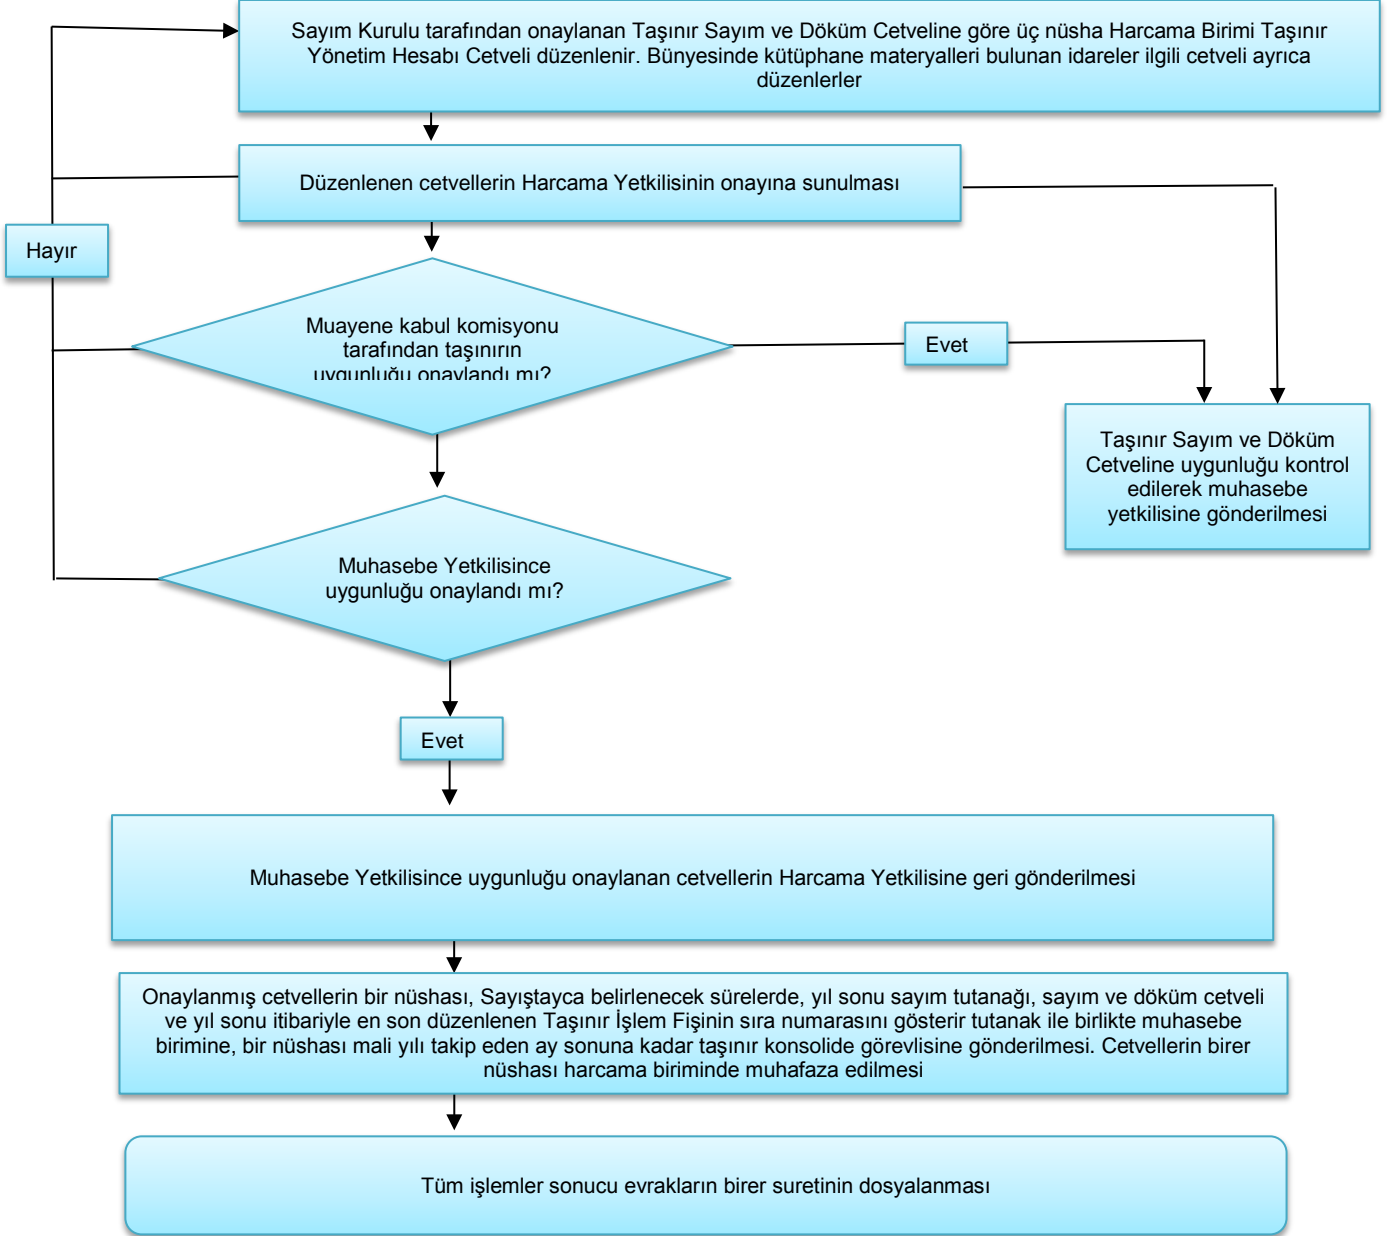 Sayım Kurulu tarafından onaylanan Taşınır Sayım ve Döküm Cetveline göre üç nüsha Harcama Birimi Taşınır
Yönetim Hesabı Cetveli düzenlenir. Bünyesinde kütüphane materyalleri bulunan idareler ilgili cetveli ayrıca
düzenlerler
Düzenlenen cetvellerin Harcama Yetkilisinin onayına sunulması
Hayır
Muayene kabul komisyonu
tarafından taşınırın
uygunluğu onaylandı mı?
Evet
Taşınır Sayım ve Döküm
Cetveline uygunluğu kontrol
edilerek muhasebe
yetkilisine gönderilmesi
Muhasebe Yetkilisince
uygunluğu onaylandı mı?
Evet
Muhasebe Yetkilisince uygunluğu onaylanan cetvellerin Harcama Yetkilisine geri gönderilmesi
Onaylanmış cetvellerin bir nüshası, Sayıştayca belirlenecek sürelerde, yıl sonu sayım tutanağı, sayım ve döküm cetveli
ve yıl sonu itibariyle en son düzenlenen Taşınır İşlem Fişinin sıra numarasını gösterir tutanak ile birlikte muhasebe
birimine, bir nüshası mali yılı takip eden ay sonuna kadar taşınır konsolide görevlisine gönderilmesi. Cetvellerin birer
nüshası harcama biriminde muhafaza edilmesi
Tüm işlemler sonucu evrakların birer suretinin dosyalanması